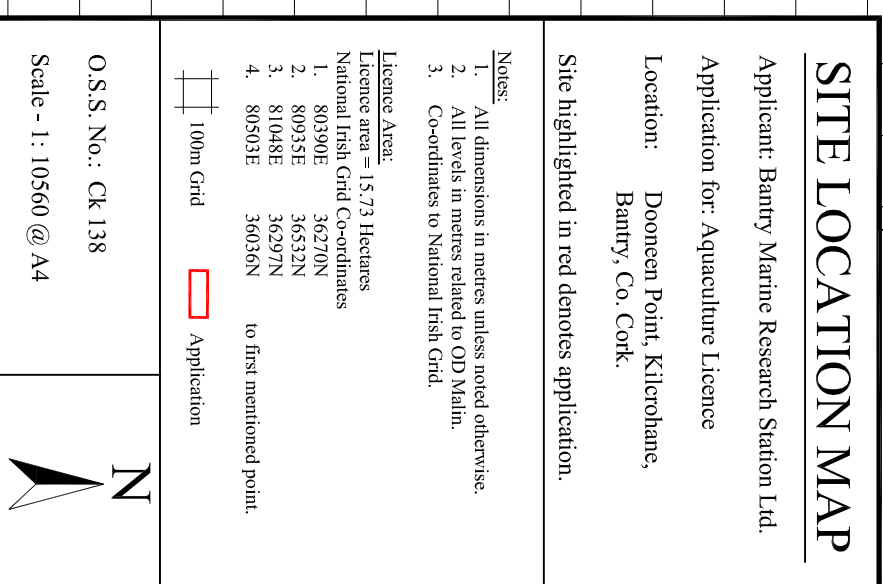 SITE LOCATION MAP
Applicant: Bantry Marine Research Station Ltd.
Application for: Aquaculture Licence
Location: Dooneen Point, Kilcrohane,
Bantry, Co. Cork.
Site highlighted in red denotes application.
Notes:
1. All dimensions in metres unless noted otherwise.
2. All levels in metres related to OD Malin.
3. Co-ordinates to National Irish Grid.
Licence Area:
Licence area = 15.73 Hectares
National Irish Grid Co-ordinates
1. 80390E 36270N
2. 80935E 36532N
3. 81048E 36297N
4. 80503E 36036N to first mentioned point.
100m Grid Application
O.S.S. No.: Ck 138
Scale - 1: 10560 @ A4
N